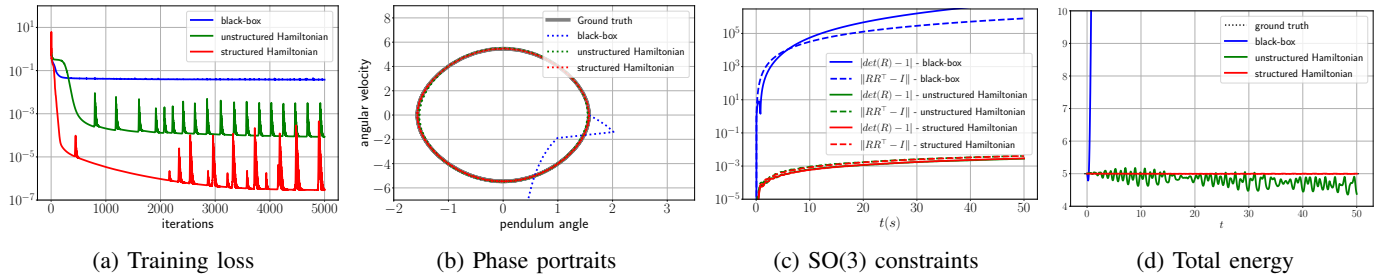 10^1
10^-1
10^-3
10^-5
10^-7
0
1000
2000
3000
4000
5000
iterations
black-box
unstructured Hamiltonian
structured Hamiltonian
(a) Training loss
angular velocity
8
6
4
2
0
−2
−4
−6
−2
−1
0
1
2
3
pendulum angle
Ground truth
black-box
unstructured Hamiltonian
structured Hamiltonian
(b) Phase portraits
10^5
10^3
10^1
10^-1
10^-3
10^-5
0
10
20
30
40
50
t(s)
|det(R) − 1| - black-box
‖RR^⊤ − I‖ - black-box
|det(R) − 1| - unstructured Hamiltonian
‖RR^⊤ − I‖ - unstructured Hamiltonian
|det(R) − 1| - structured Hamiltonian
‖RR^⊤ − I‖ - structured Hamiltonian
(c) SO(3) constraints
10
9
8
7
6
5
4
0
10
20
30
40
50
t
ground truth
black-box
unstructured Hamiltonian
structured Hamiltonian
(d) Total energy